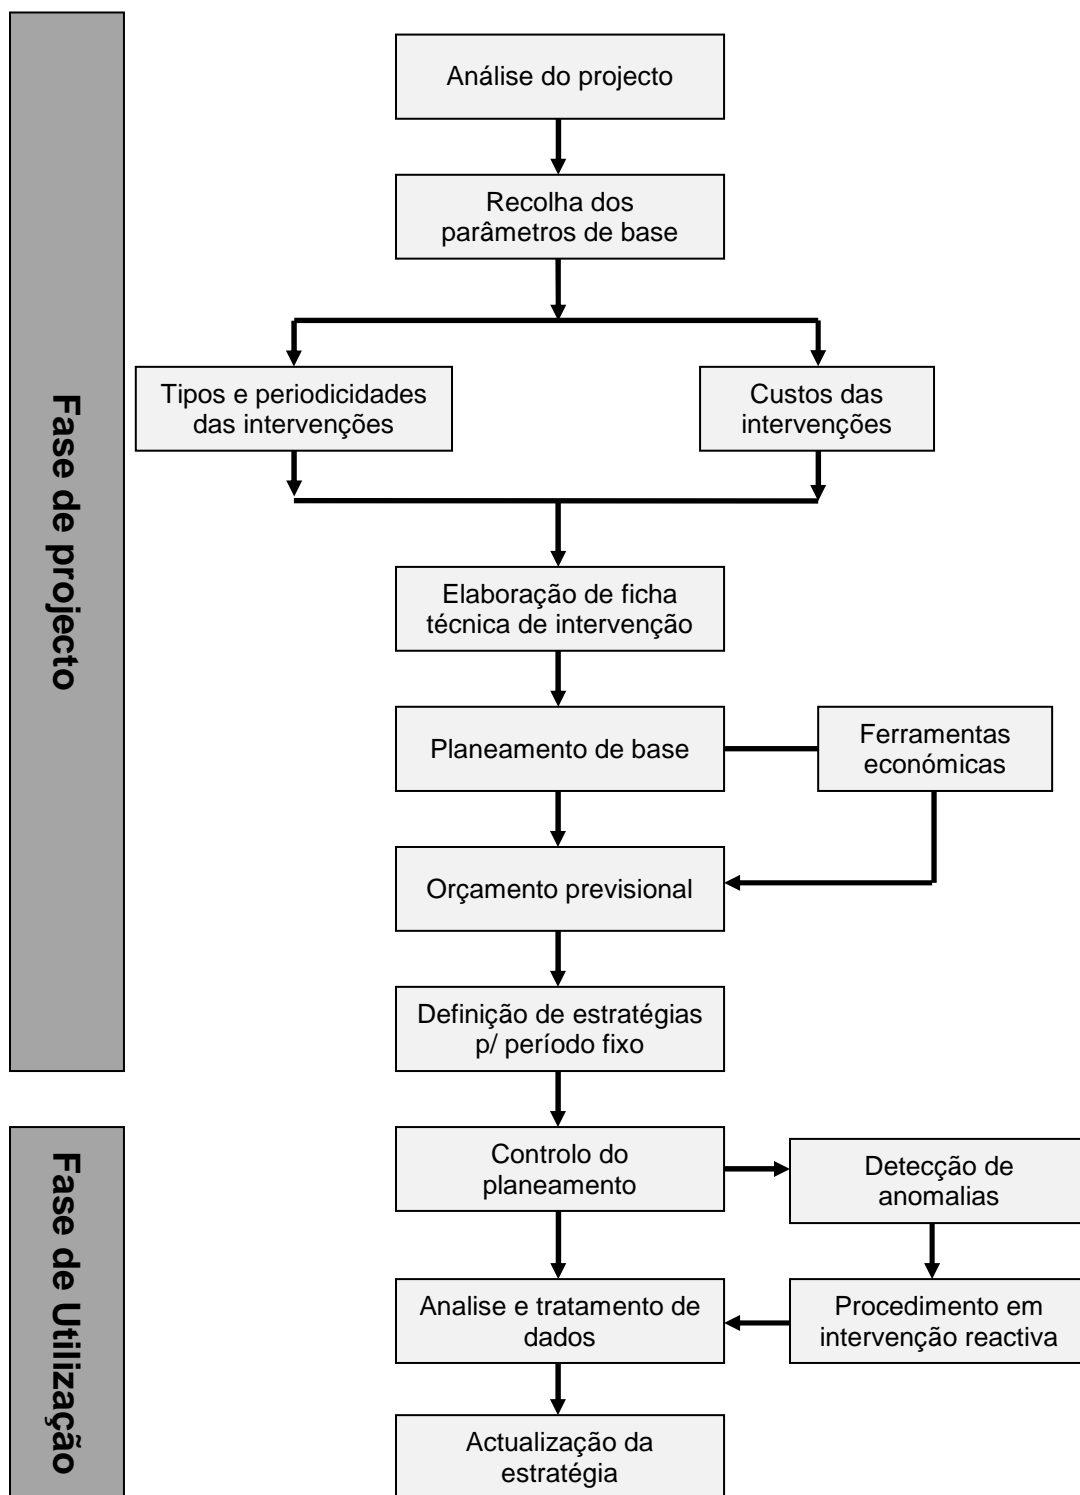 Fase de projecto
Análise do projecto
Recolha dos
parâmetros de base
Tipos e periodicidades
das intervenções
Custos das
intervenções
Elaboração de ficha
técnica de intervenção
Planeamento de base
Ferramentas
económicas
Orçamento previsional
Definição de estratégias
p/ período fixo
Fase de Utilização
Controlo do
planeamento
Detecção de
anomalias
Analise e tratamento de
dados
Procedimento em
intervenção reactiva
Actualização da
estratégia